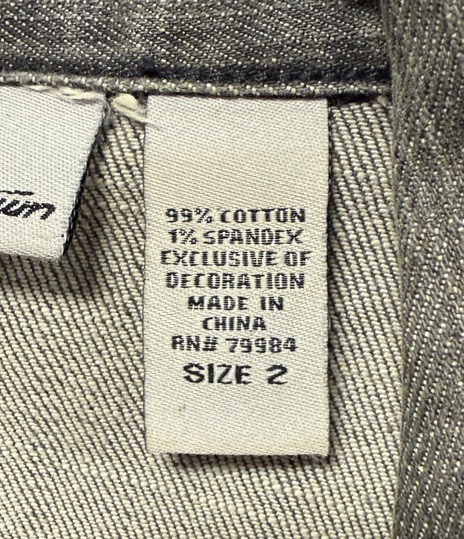 99% COTTON
1% SPANDEX
EXCLUSIVE OF
DECORATION
MADE IN
CHINA
RN# 79984
SIZE 2